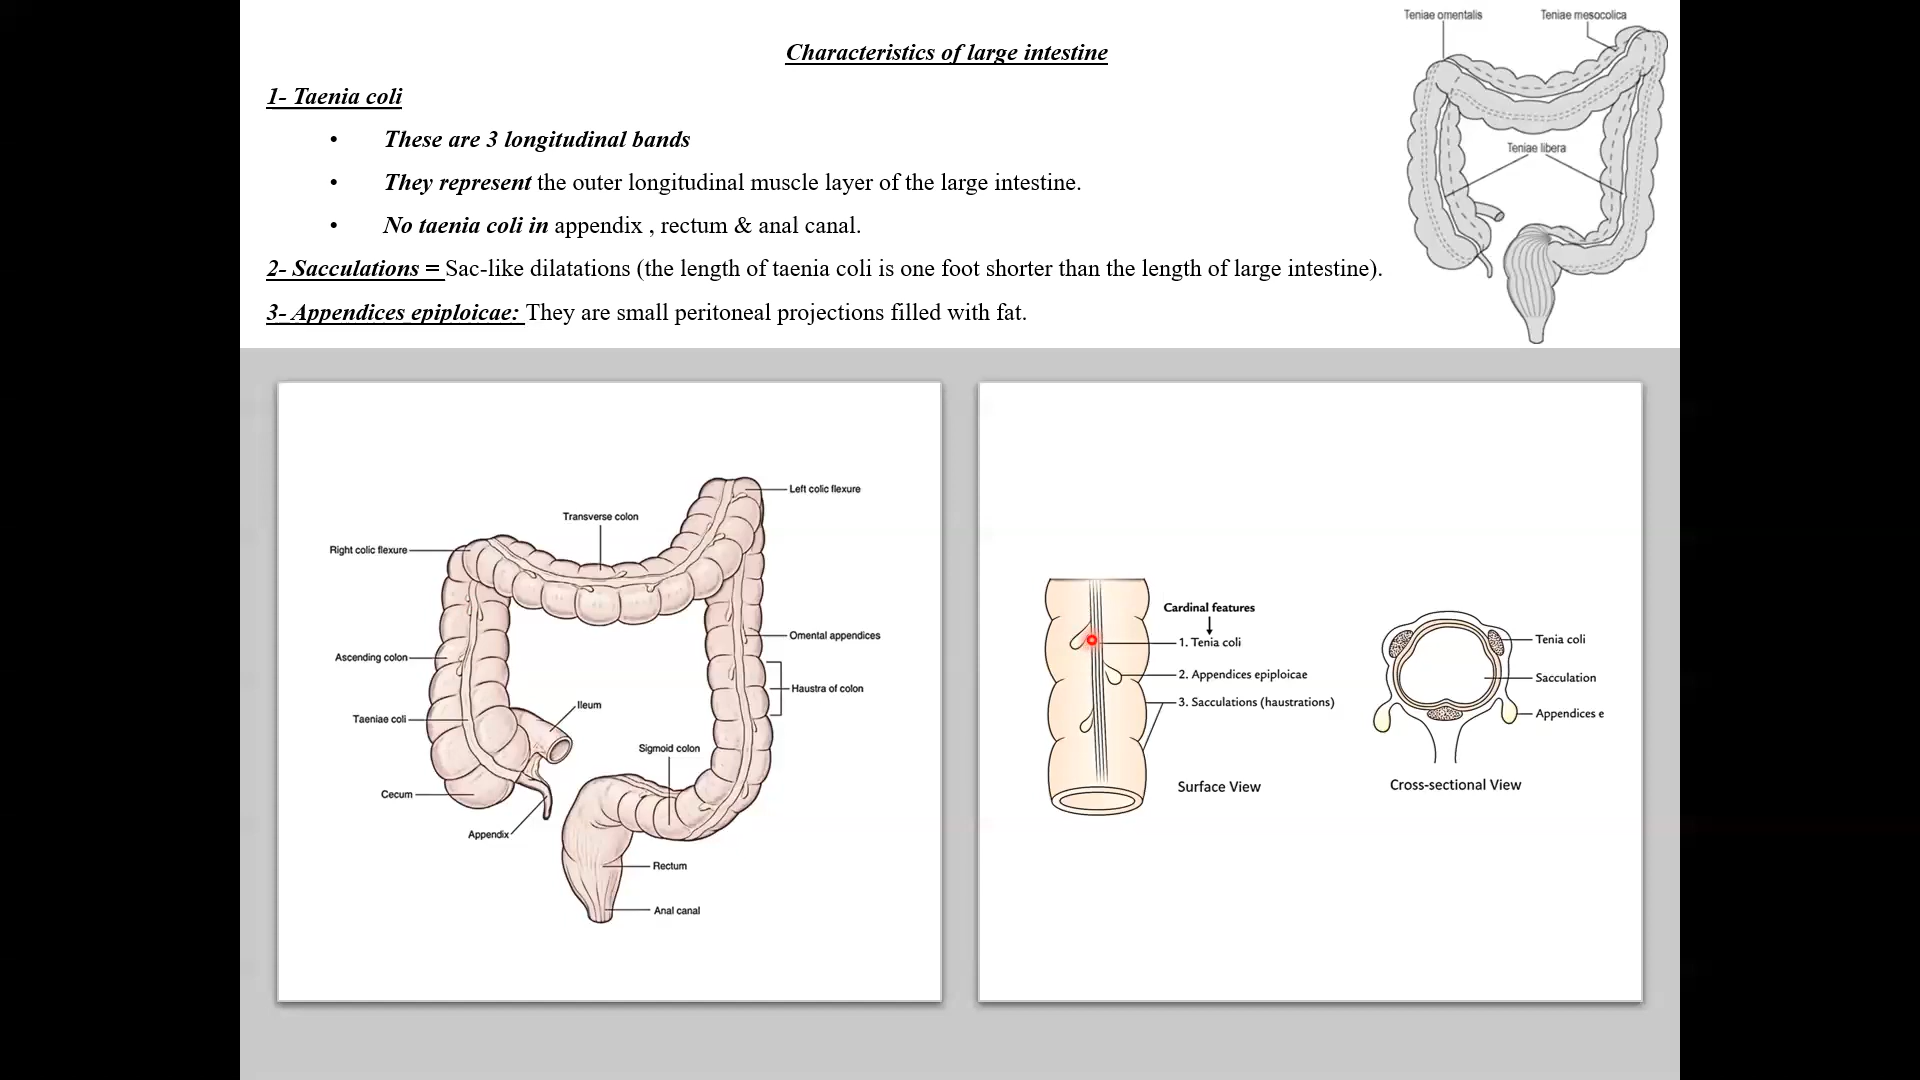 Characteristics of large intestine
1- Taenia coli
• These are 3 longitudinal bands
• They represent the outer longitudinal muscle layer of the large intestine.
• No taenia coli in appendix , rectum & anal canal.
2- Sacculations = Sac-like dilatations (the length of taenia coli is one foot shorter than the length of large intestine).
3- Appendices epiploicae: They are small peritoneal projections filled with fat.
Teniae omentalis
Teniae mesocolica
Teniae libera
Left colic flexure
Transverse colon
Right colic flexure
Omental appendices
Ascending colon
Haustra of colon
Ileum
Taeniae coli
Sigmoid colon
Cecum
Appendix
Rectum
Anal canal
Cardinal features
1. Tenia coli
2. Appendices epiploicae
3. Sacculations (haustrations)
Surface View
Tenia coli
Sacculation
Appendices e
Cross-sectional View